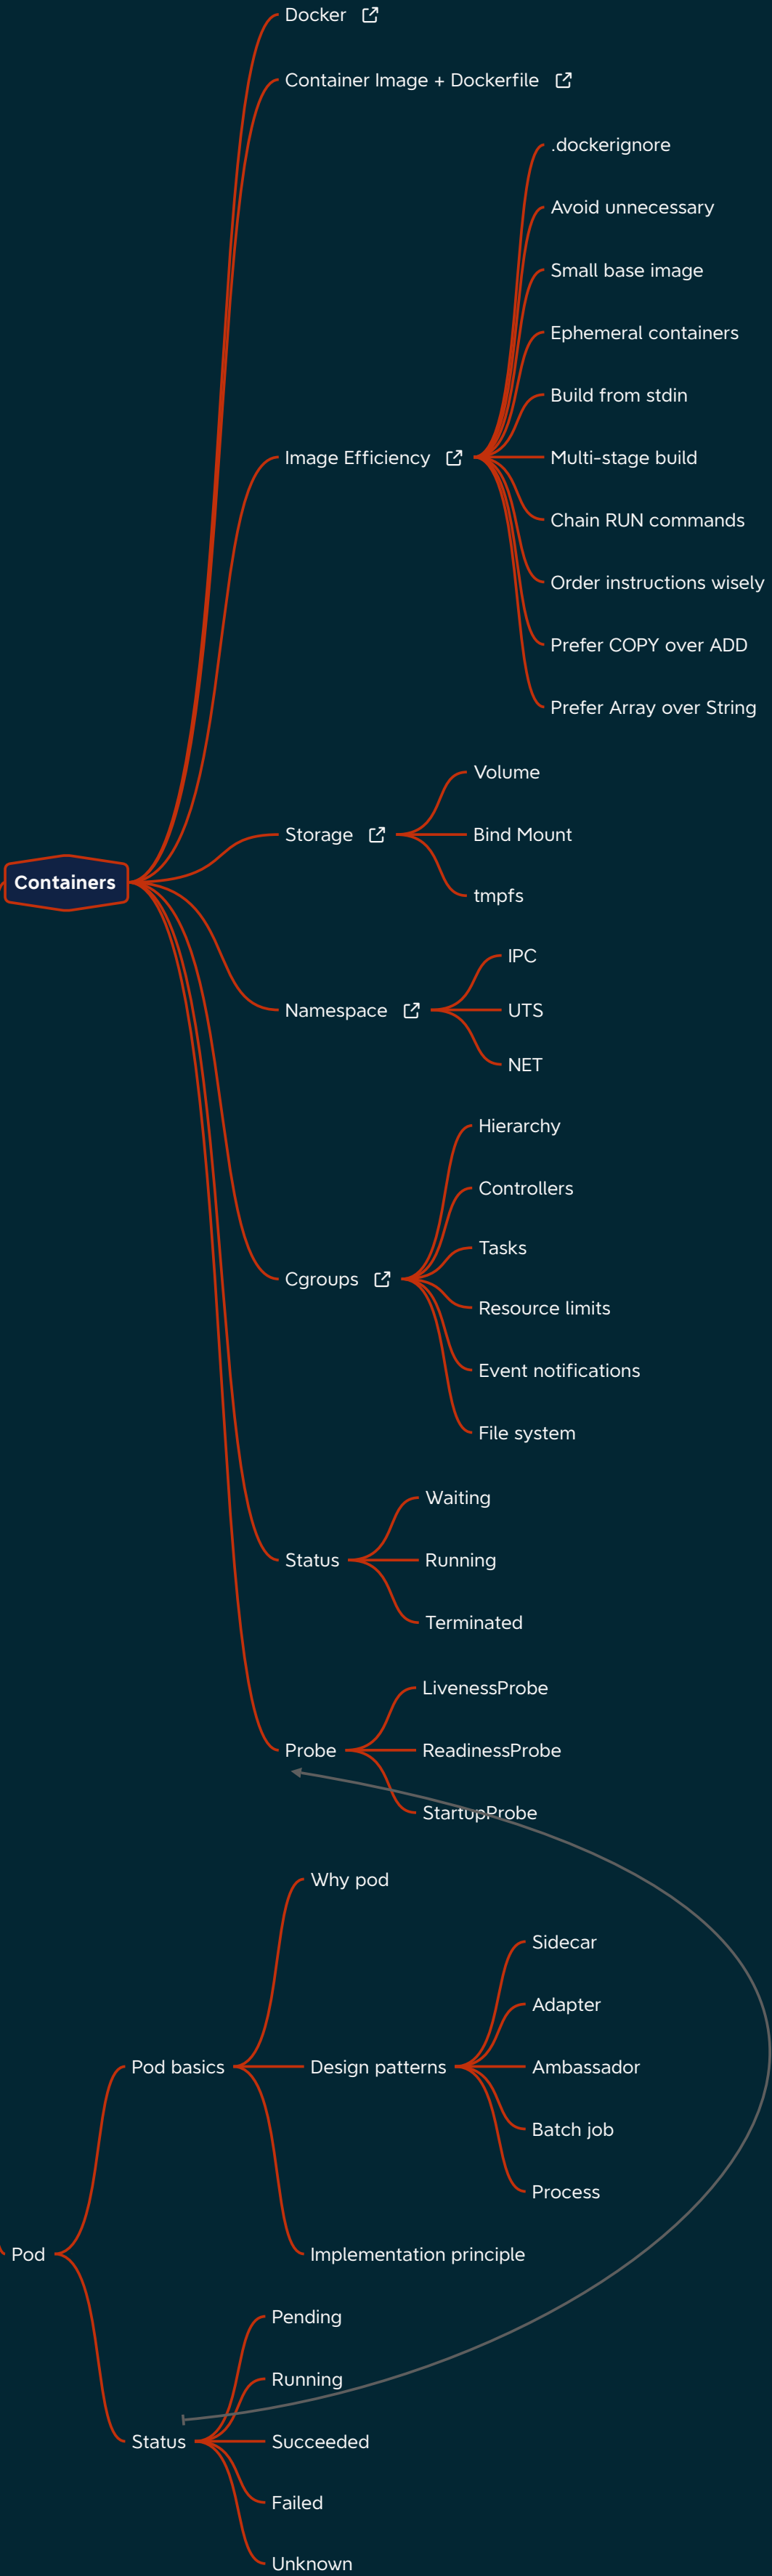 Docker
Container Image + Dockerfile
.dockerignore
Avoid unnecessary
Small base image
Ephemeral containers
Build from stdin
Image Efficiency
Multi-stage build
Chain RUN commands
Order instructions wisely
Prefer COPY over ADD
Prefer Array over String
Volume
Storage
Bind Mount
Containers
tmpfs
IPC
Namespace
UTS
NET
Hierarchy
Controllers
Tasks
Cgroups
Resource limits
Event notifications
File system
Waiting
Status
Running
Terminated
LivenessProbe
Probe
ReadinessProbe
StartupProbe
Why pod
Sidecar
Adapter
Pod basics
Design patterns
Ambassador
Batch job
Process
Pod
Implementation principle
Pending
Running
Status
Succeeded
Failed
Unknown